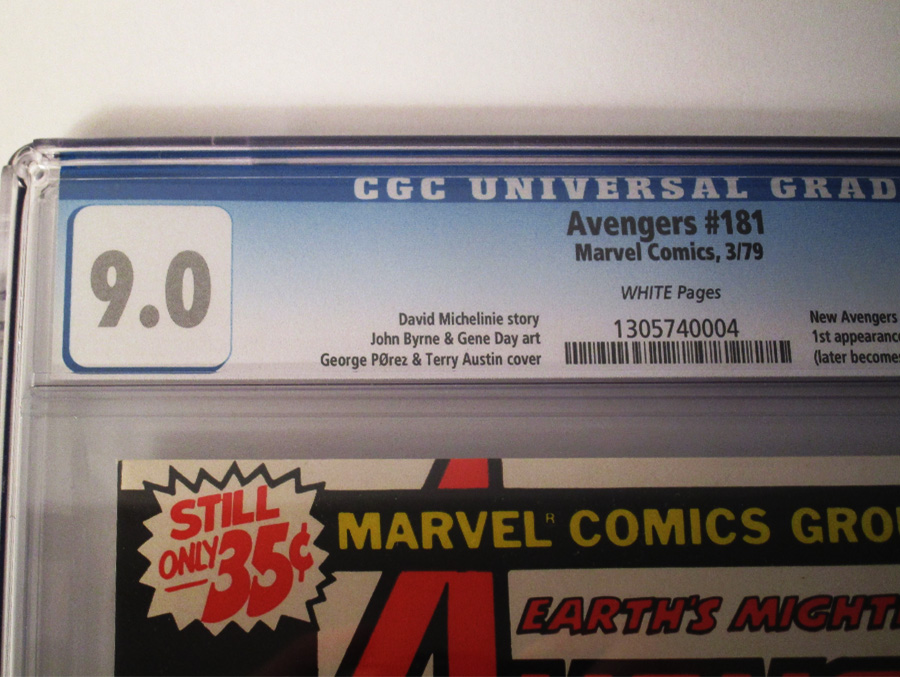 CGC UNIVERSAL GRAD
9.0
Avengers #181
Marvel Comics, 3/79
WHITE Pages
David Michelinie story
John Byrne & Gene Day art
George PØrez & Terry Austin cover
1305740004
New Avengers
1st appearance
(later becomes
STILL
ONLY 35¢
MARVEL® COMICS GROU
EARTH'S MIGHT